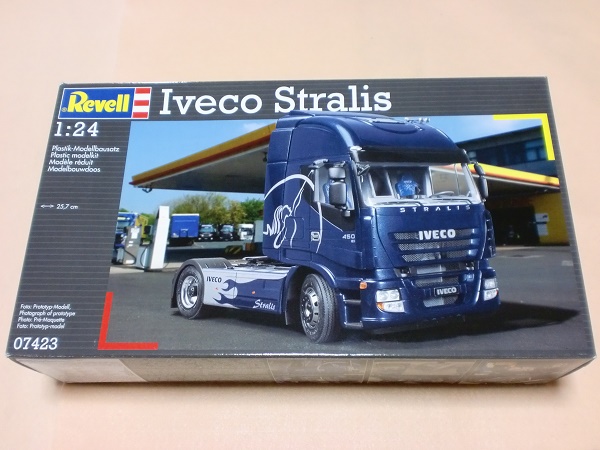 Revell
Iveco Stralis
1:24
Plastik-Modellbausatz
Plastic modelkit
Modèle réduit
Modelbouwdoos
25,7 cm
STRALIS
IVECO
450
IVECO
IVECO
Stralis
Foto: Prototyp-Modell,
Photograph of prototype
Photo: Pré-Maquette
Foto: Prototyp-model
07423